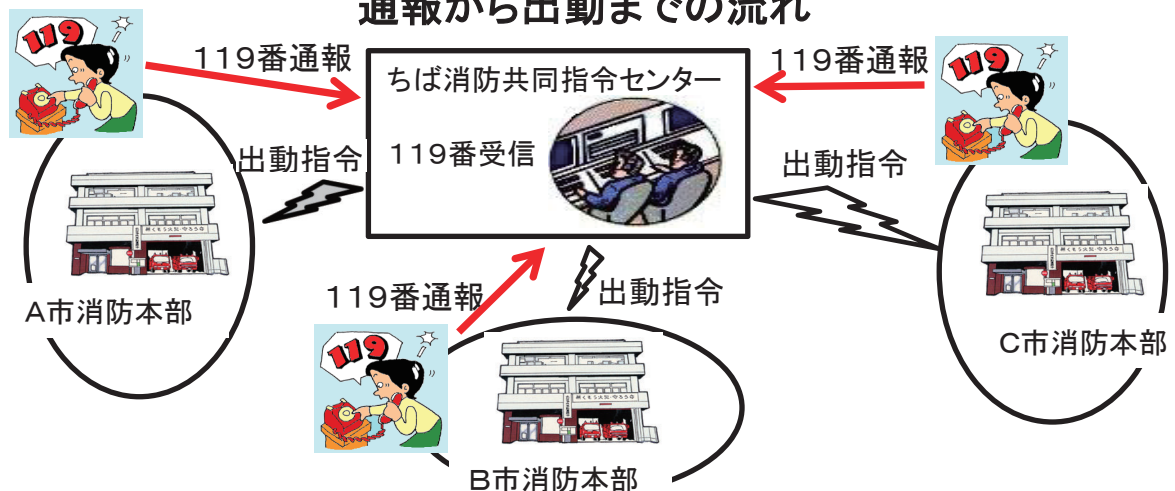 通報から出動までの流れ
119
119番通報
ちば消防共同指令センター
119番受信
119番通報
119
出動指令
出動指令
A市消防本部
119番通報
出動指令
C市消防本部
119
B市消防本部